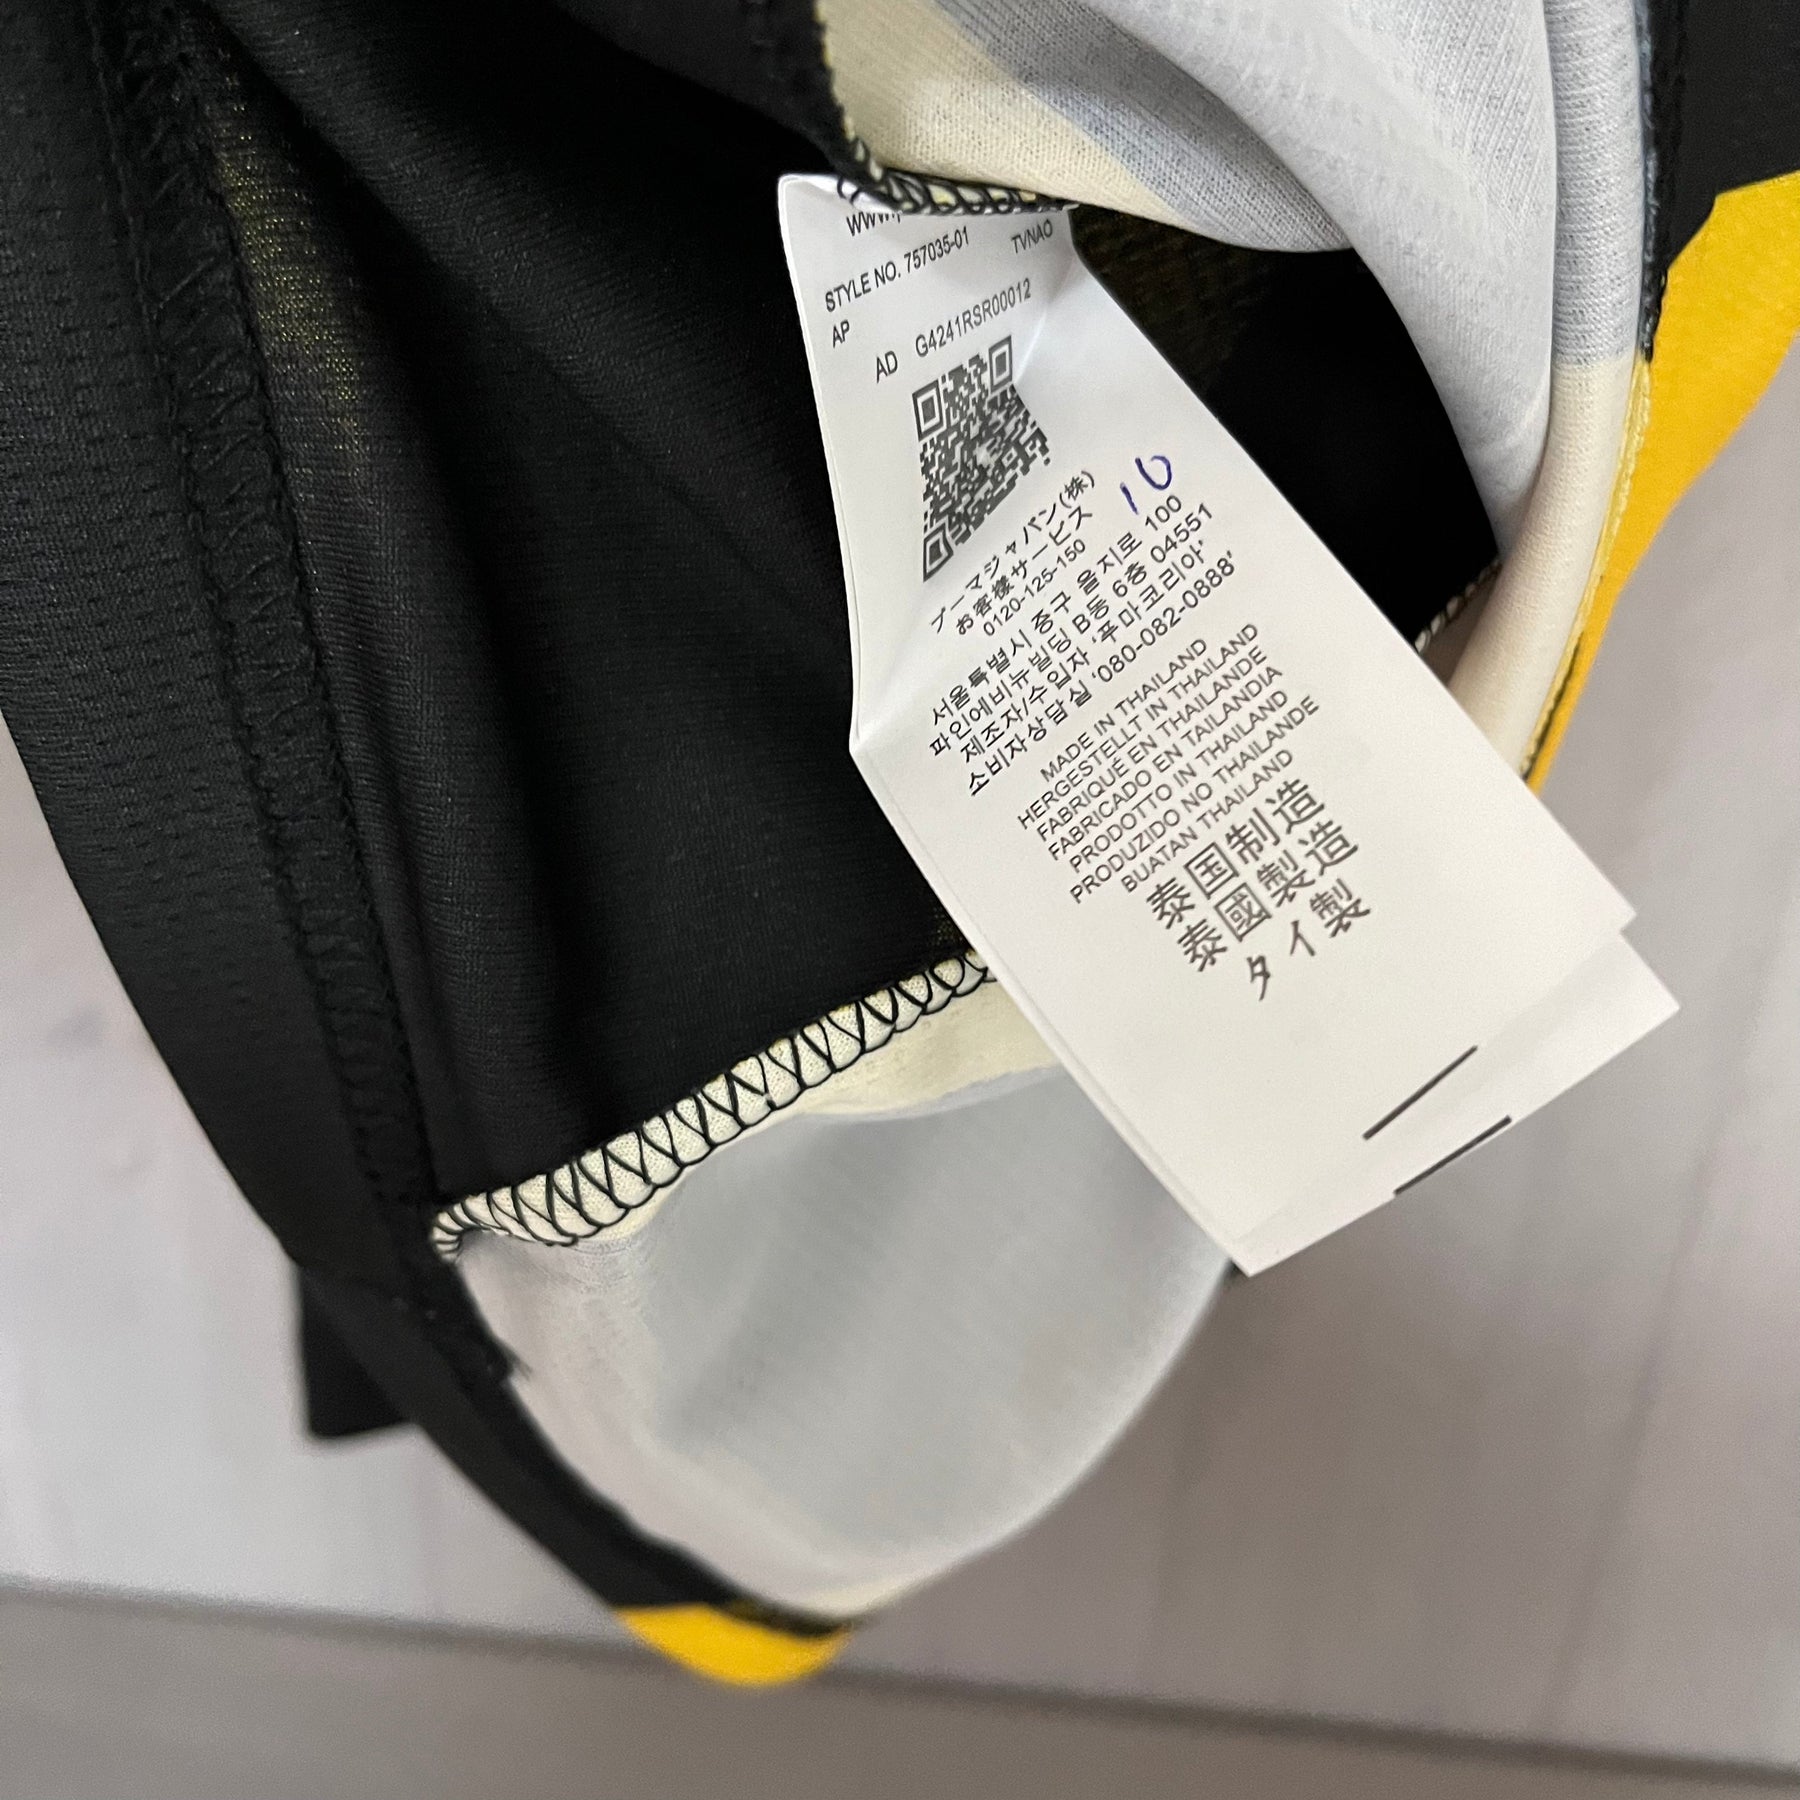 STYLE NO. 757035-01 TVNAO
AP
AD G4241RSR00012
10
プーマジャパン(株)
お客様サービス
0120-125-150
서울특별시 중구 을지로 100
파인에비뉴빌딩 B동 6층 04551
제조자/수입자 '푸마코리아'
소비자상담실 '080-082-0888'
MADE IN THAILAND
HERGESTELLT IN THAILAND
FABRIQUÉ EN THAILANDE
FABRICADO EN TAILANDIA
PRODOTTO IN THAILAND
PRODUZIDO NO THAILANDE
BUATAN THAILAND
泰国制造
泰國製造
タイ製